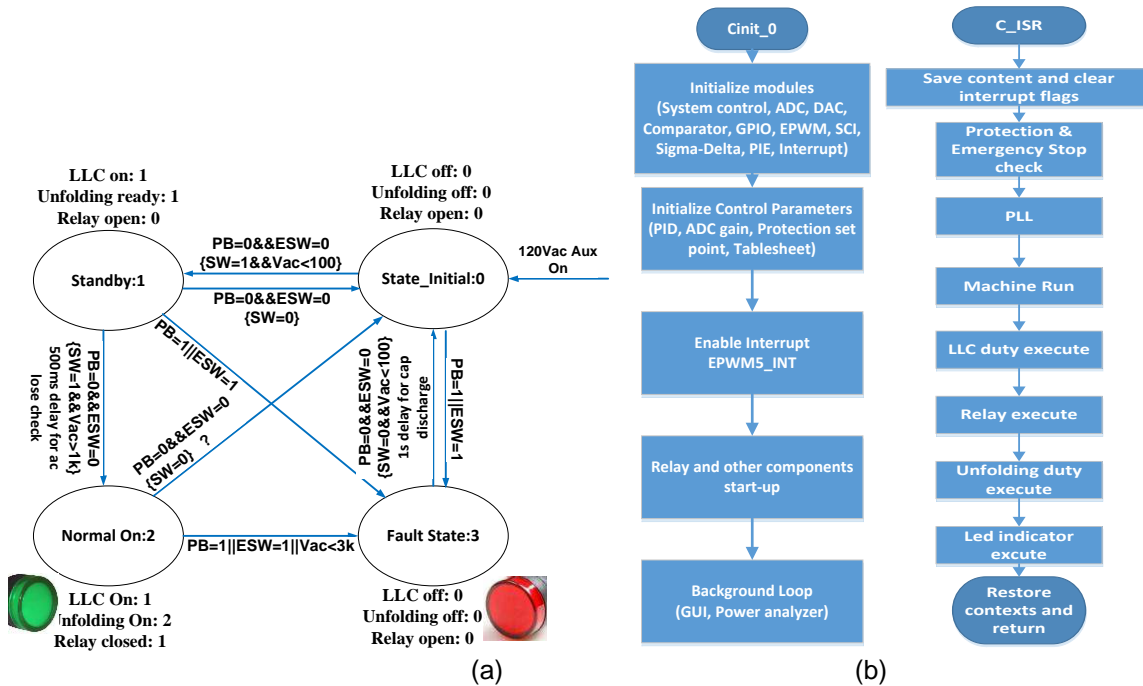 LLC on: 1
Unfolding ready: 1
Relay open: 0
LLC off: 0
Unfolding off: 0
Relay open: 0
Standby:1
PB=0&&ESW=0
{SW=1&&Vac<100}
PB=0&&ESW=0
{SW=0}
State_Initial:0
120Vac Aux
On
PB=0&&ESW=0
{SW=1&&Vac>1k}
500ms delay for ac
lose check
PB=1||ESW=1
PB=0&&ESW=0
{SW=0} ?
PB=0&&ESW=0
{SW=0&&Vac<100}
1s delay for cap
discharge
PB=1||ESW=1
Normal On:2
PB=1||ESW=1||Vac<3k
Fault State:3
LLC On: 1
Unfolding On: 2
Relay closed: 1
LLC off: 0
Unfolding off: 0
Relay open: 0
(a)
Cinit_0
Initialize modules
(System control, ADC, DAC,
Comparator, GPIO, EPWM, SCI,
Sigma-Delta, PIE, Interrupt)
Initialize Control Parameters
(PID, ADC gain, Protection set
point, Tablesheet)
Enable Interrupt
EPWM5_INT
Relay and other components
start-up
Background Loop
(GUI, Power analyzer)
C_ISR
Save content and clear
interrupt flags
Protection &
Emergency Stop
check
PLL
Machine Run
LLC duty execute
Relay execute
Unfolding duty
execute
Led indicator
excute
Restore
contexts and
return
(b)